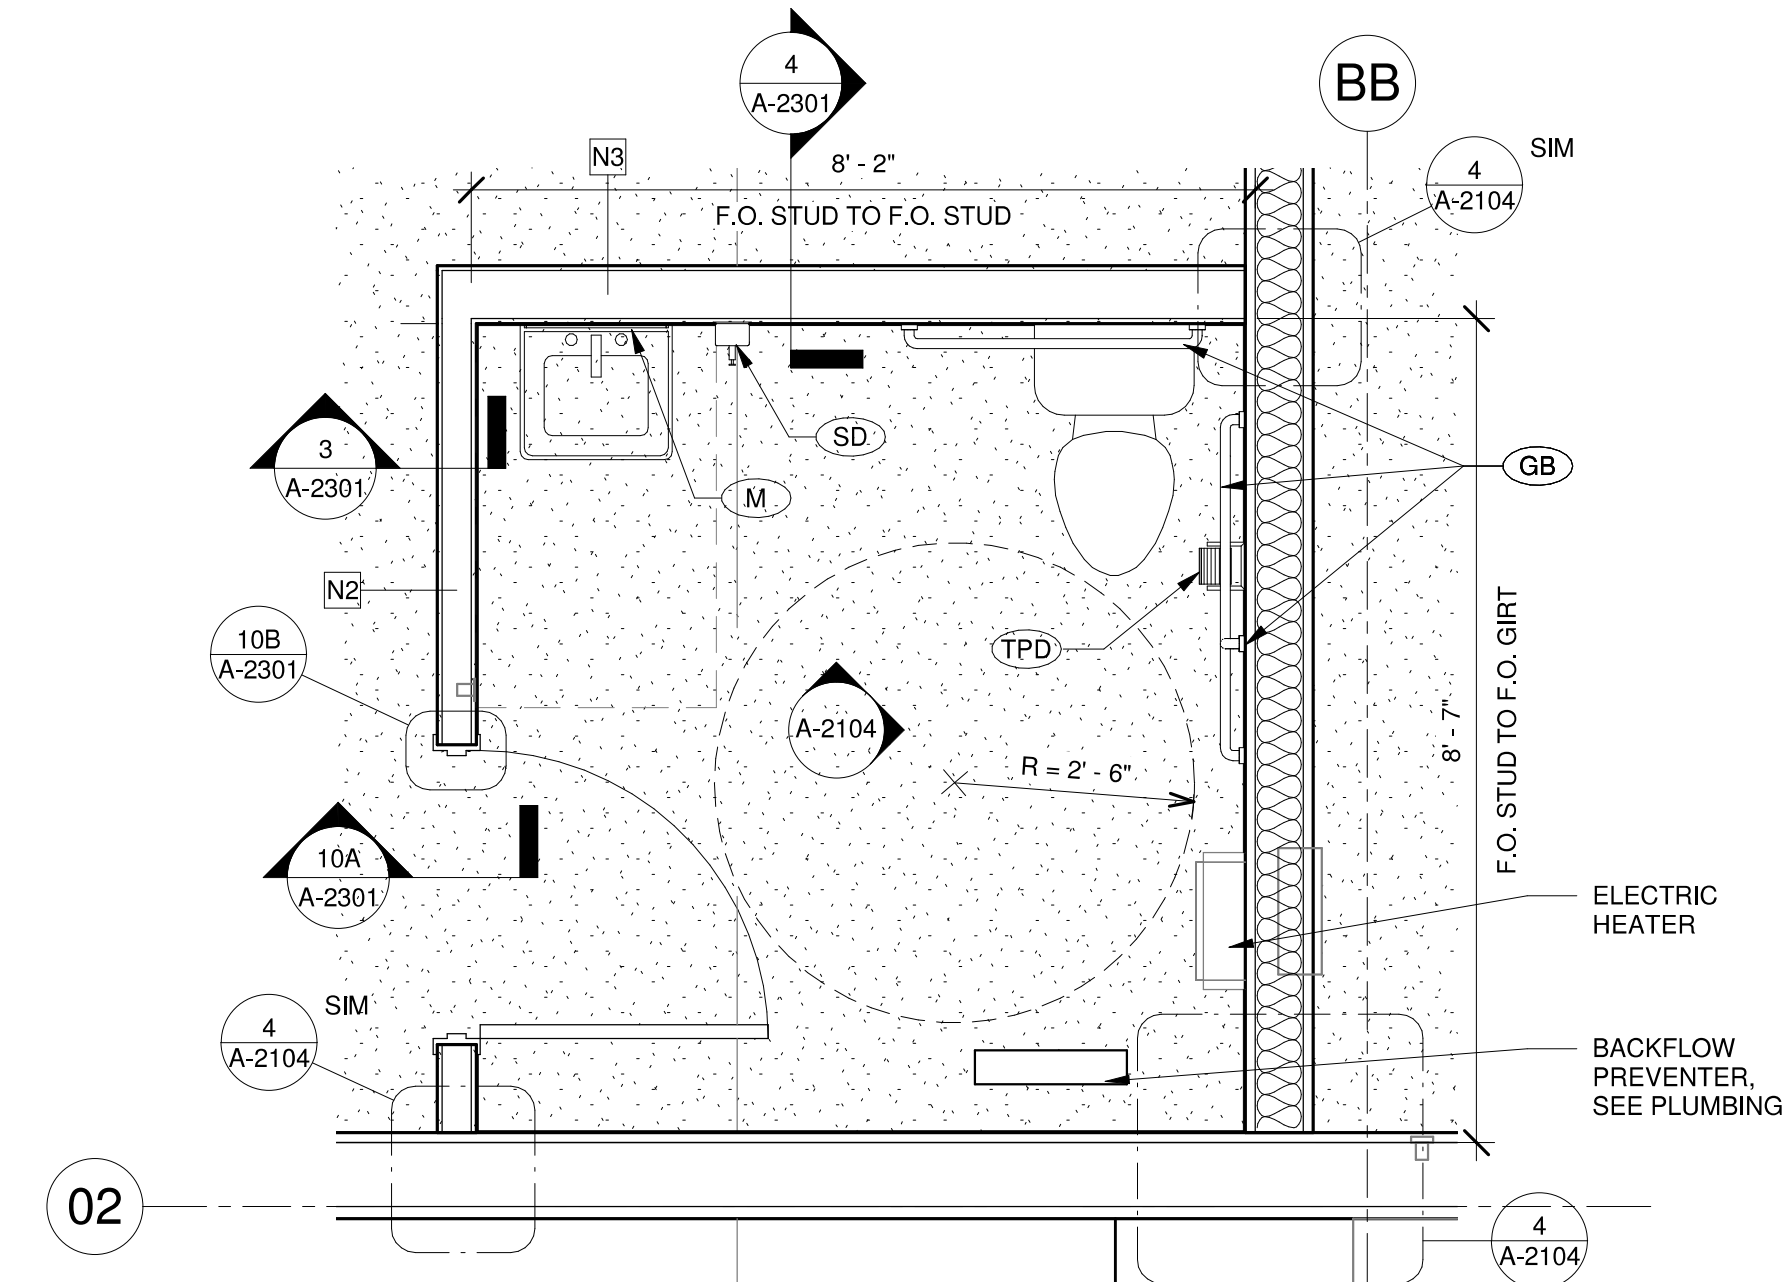 4
A-2301
BB
SIM
4
A-2104
N3
8' - 2"
F.O. STUD TO F.O. STUD
3
A-2301
SD
M
GB
N2
10B
A-2301
TPD
A-2104
R = 2' - 6"
8' - 7"
F.O. STUD TO F.O. GIRT
10A
A-2301
ELECTRIC
HEATER
SIM
4
A-2104
BACKFLOW
PREVENTER,
SEE PLUMBING
02
4
A-2104